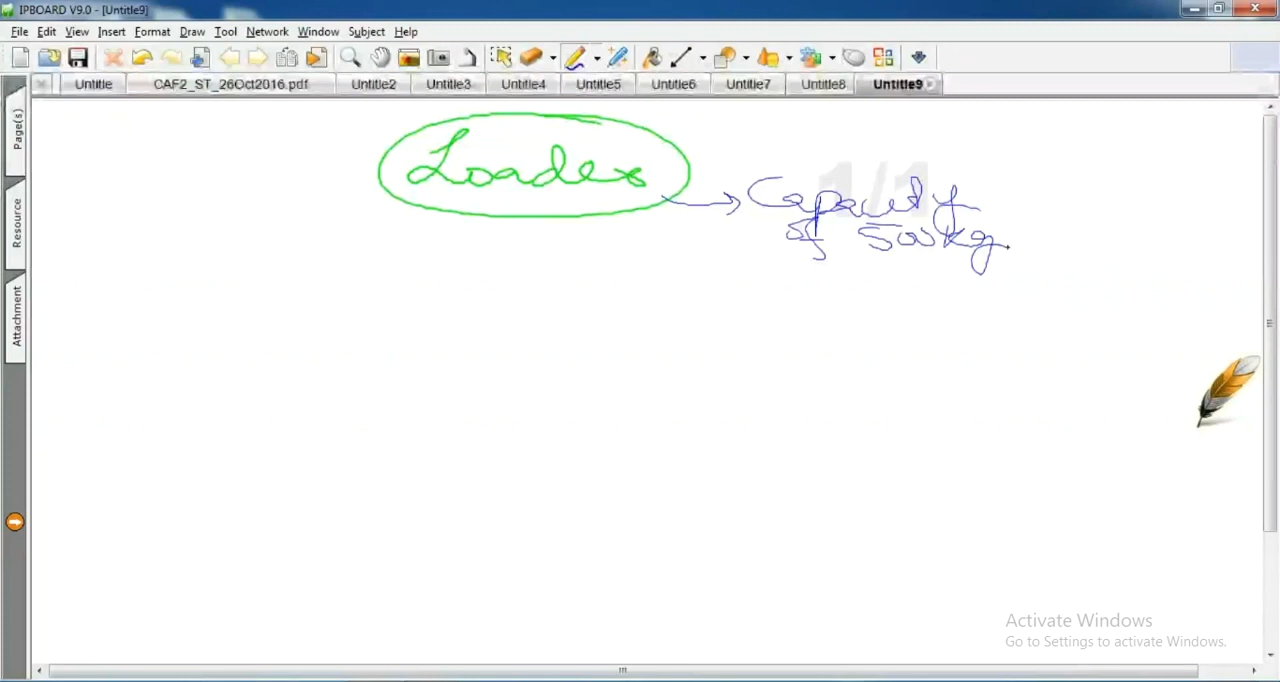 IPBOARD V9.0 - [Untitle9]
File Edit View Insert Format Draw Tool Network Window Subject Help
Untitle CAF2_ST_26Oct2016.pdf Untitle2 Untitle3 Untitle4 Untitle5 Untitle6 Untitle7 Untitle8 Untitle9
Page(s)
Resource
Attachment
Loader
1/1
Capacity
of 500kg
Activate Windows
Go to Settings to activate Windows.